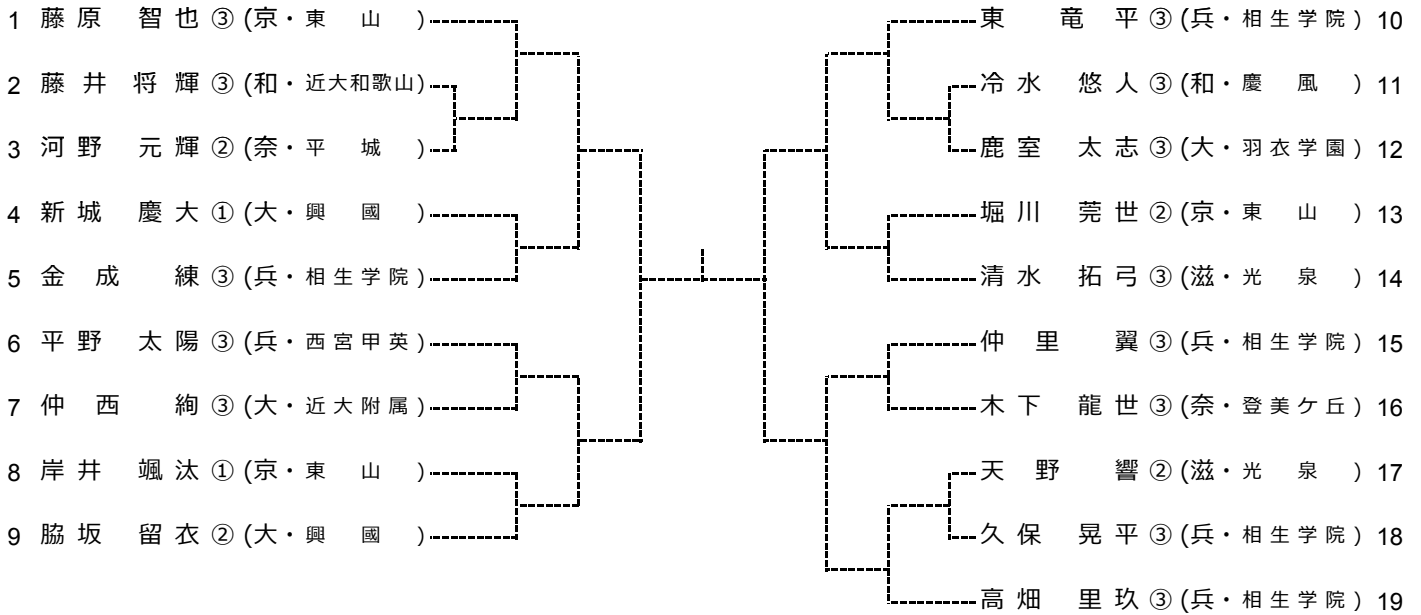 1 藤原 智也 ③ (京・東山)
2 藤井 将輝 ③ (和・近大和歌山)
3 河野 元輝 ② (奈・平城)
4 新城 慶大 ① (大・興國)
5 金成 練 ③ (兵・相生学院)
6 平野 太陽 ③ (兵・西宮甲英)
7 仲西 絢 ③ (大・近大附属)
8 岸井 颯汰 ① (京・東山)
9 脇坂 留衣 ② (大・興國)
東 竜平 ③ (兵・相生学院) 10
冷水 悠人 ③ (和・慶風) 11
鹿室 太志 ③ (大・羽衣学園) 12
堀川 莞世 ② (京・東山) 13
清水 拓弓 ③ (滋・光泉) 14
仲里 翼 ③ (兵・相生学院) 15
木下 龍世 ③ (奈・登美ケ丘) 16
天野 響 ② (滋・光泉) 17
久保 晃平 ③ (兵・相生学院) 18
高畑 里玖 ③ (兵・相生学院) 19